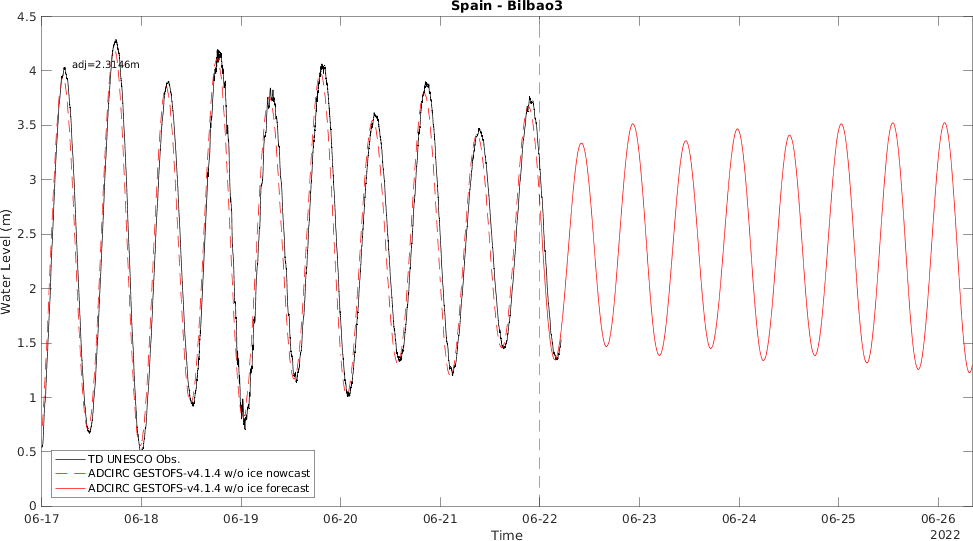 Spain - Bilbao3
4.5
4
3.5
3
2.5
2
1.5
1
0.5
0
Water Level (m)
adj=2.3146m
TD UNESCO Obs.
ADCIRC GESTOFS-v4.1.4 w/o ice nowcast
ADCIRC GESTOFS-v4.1.4 w/o ice forecast
06-17 06-18 06-19 06-20 06-21 06-22 06-23 06-24 06-25 06-26
Time
2022